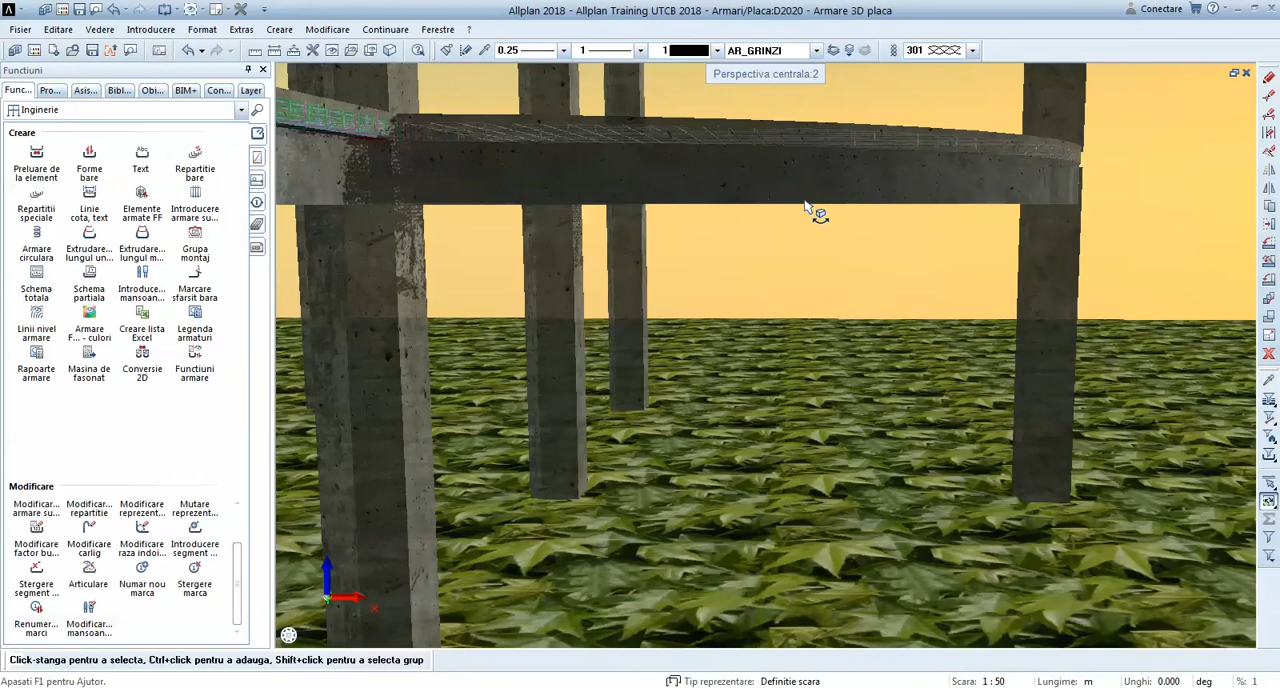 Allplan 2018 - Allplan Training UTCB 2018 - Armari/Placa:D2020 - Armare 3D placa
Conectare
Fisier Editare Vedere Introducere Format Extras Creare Modificare Continuare Ferestre ?
0.25 1 1 AR_GRINZI 301
Functiuni
Perspectiva centrala:2
Func... Pro... Asis... Bibl... Obi... BIM+ Con... Layer
Inginerie
Creare
Preluare de la element
Forme bare
Text
Repartitie bare
Repartitii speciale
Linie cota, text
Elemente armate FF
Introducere armare su...
Armare circulara
Extrudare... lungul un...
Extrudare... lungul m...
Grupa montaj
Schema totala
Schema partiala
Introduce... mansoan...
Marcare sfarsit bara
Linii nivel armare
Armare F... - culori
Creare lista Excel
Legenda armaturi
Rapoarte armare
Masina de fasonat
Conversie 2D
Functiuni armare
Modificare
Modificar... armare su...
Modificare repartitie
Modificare reprezent...
Mutare reprezent...
Modificare factor bu...
Modificare carlig
Modificare raza indoi...
Introducere segment ...
Stergere segment ...
Articulare
Numar nou marca
Stergere marca
Renumer... marci
Modificar... mansoan...
Click-stanga pentru a selecta, Ctrl+click pentru a adauga, Shift+click pentru a selecta grup
Apasati F1 pentru Ajutor.
Tip reprezentare: Definitie scara Scara: 1 : 50 Lungime: m Unghi: 0.000 deg %: 1